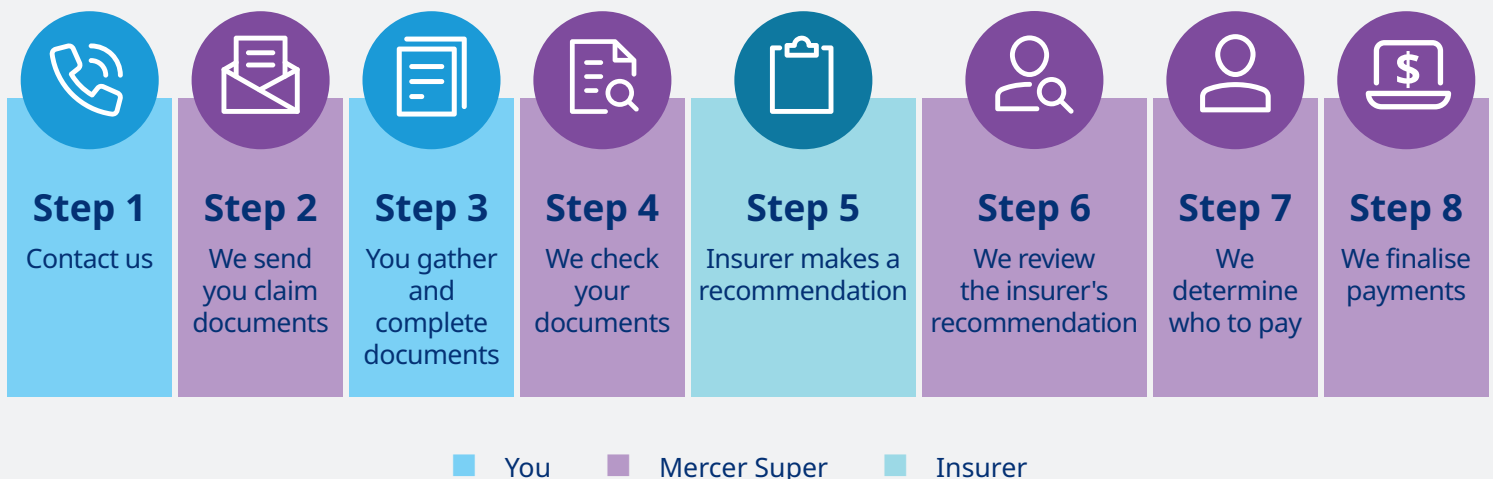 Step 1
Contact us
Step 2
We send
you claim
documents
Step 3
You gather
and
complete
documents
Step 4
We check
your
documents
Step 5
Insurer makes a
recommendation
Step 6
We review
the insurer's
recommendation
Step 7
We
determine
who to pay
$
Step 8
We finalise
payments
You
Mercer Super
Insurer